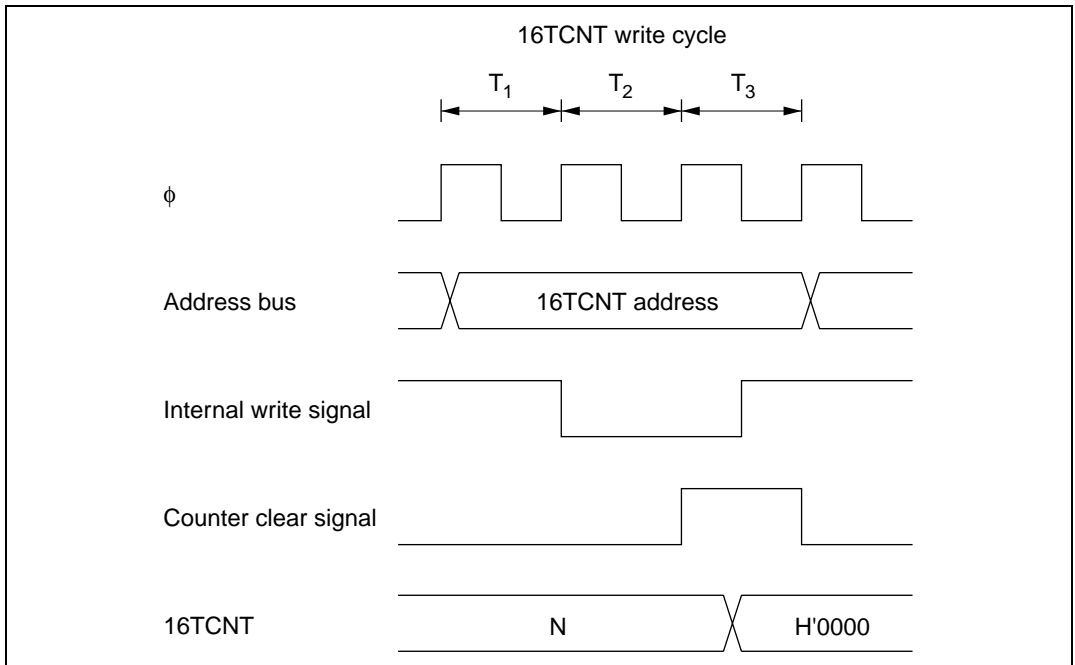 16TCNT write cycle
T1 T2 T3
φ
Address bus 16TCNT address
Internal write signal
Counter clear signal
16TCNT N H'0000